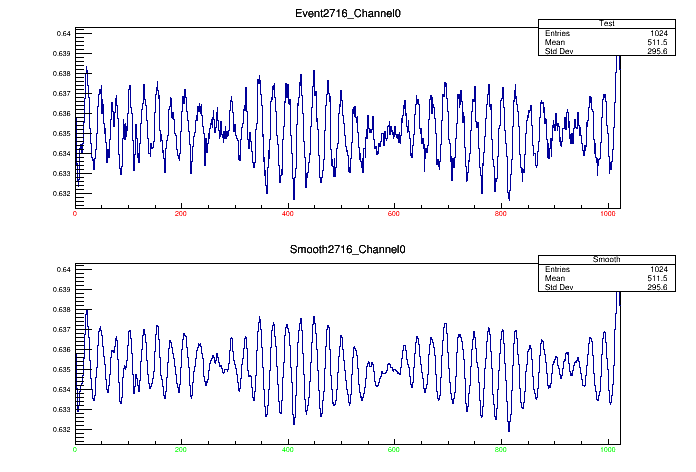 Event2716_Channel0
Test
Entries 1024
Mean 511.5
Std Dev 295.6
0.64
0.639
0.638
0.637
0.636
0.635
0.634
0.633
0.632
0 200 400 600 800 1000
Smooth2716_Channel0
Smooth
Entries 1024
Mean 511.5
Std Dev 295.6
0.64
0.639
0.638
0.637
0.636
0.635
0.634
0.633
0.632
0 200 400 600 800 1000